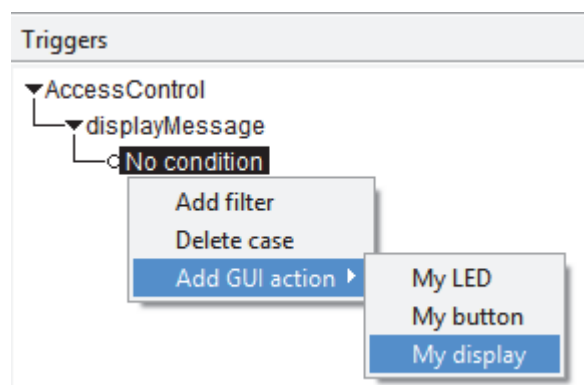 Triggers
AccessControl
displayMessage
No condition
Add filter
Delete case
Add GUI action
My LED
My button
My display